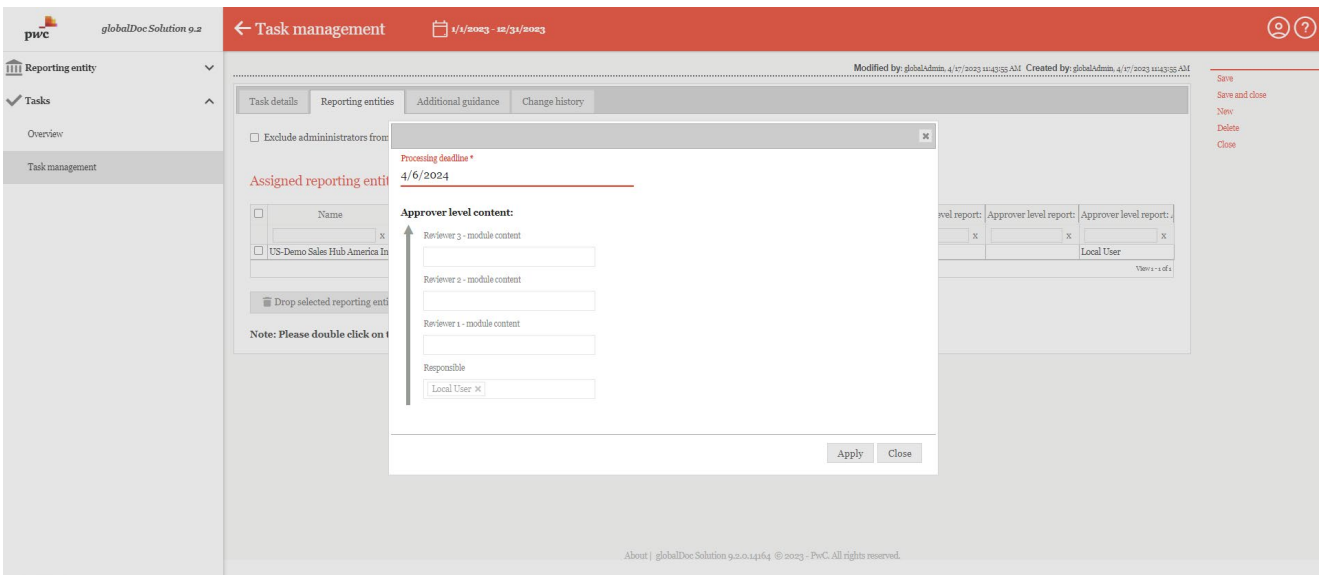 pwc
globalDoc Solution 9.2
Task management
1/1/2023 - 12/31/2023
Reporting entity
Tasks
Overview
Task management
Modified by: globalAdmin, 4/17/2023 11:43:55 AM Created by: globalAdmin, 4/17/2023 11:43:55 AM
Save
Save and close
New
Delete
Close
Task details Reporting entities Additional guidance Change history
Exclude admininistrators from
Processing deadline *
4/6/2024
Assigned reporting entit
Name
x
US-Demo Sales Hub America In
Approver level content:
Reviewer 3 - module content
Reviewer 2 - module content
Reviewer 1 - module content
Responsible
Local User x
evel report: Approver level report: Approver level report:
x x x
Local User
View 1 - 1 of 1
Drop selected reporting enti
Note: Please double click on t
Apply Close
About | globalDoc Solution 9.2.0.14164 © 2023 - PwC. All rights reserved.